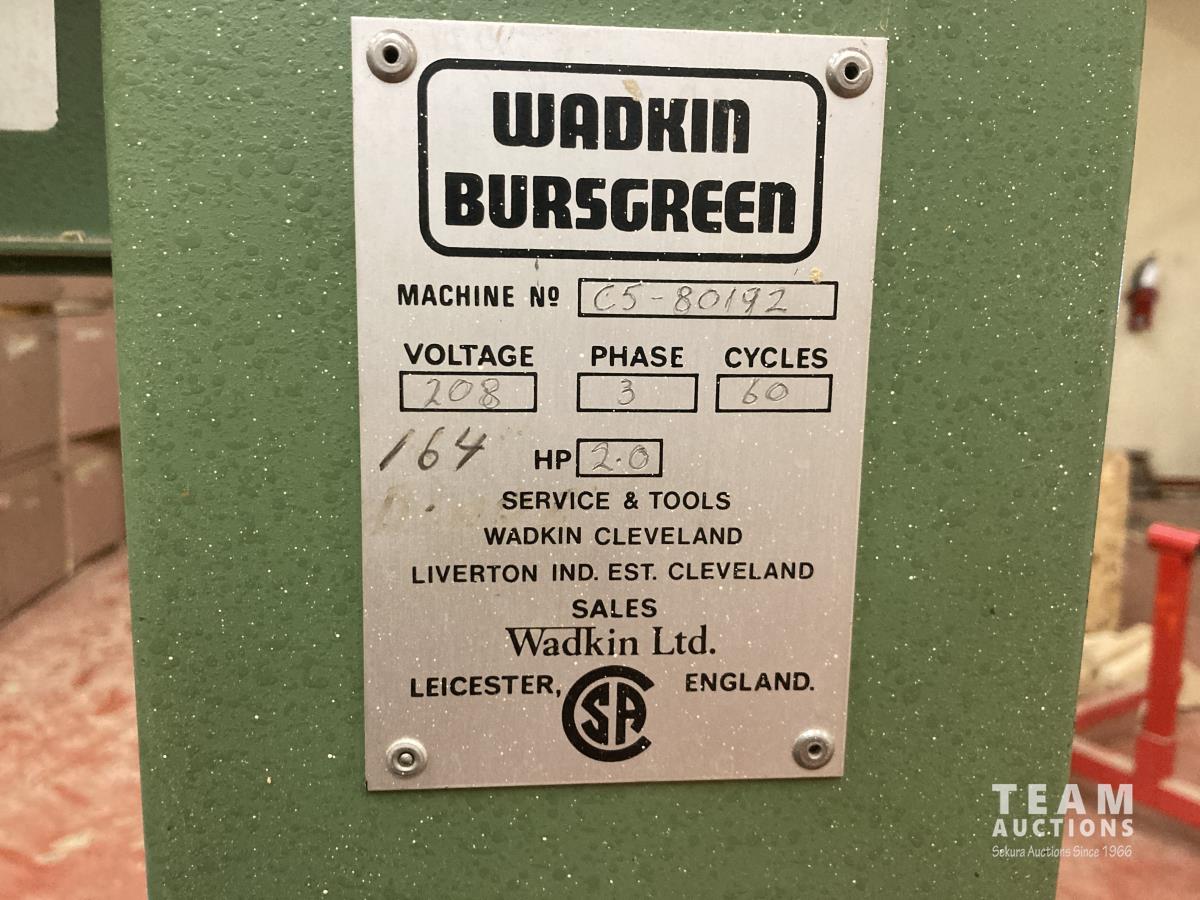 WADKIN
BURSGREEN
MACHINE Nº C5-80192
VOLTAGE PHASE CYCLES
208 3 60
164 HP 2.0
SERVICE & TOOLS
WADKIN CLEVELAND
LIVERTON IND. EST. CLEVELAND
SALES
Wadkin Ltd.
LEICESTER, ENGLAND.
CSA
TEAM
AUCTIONS
Sekura Auctions Since 1966